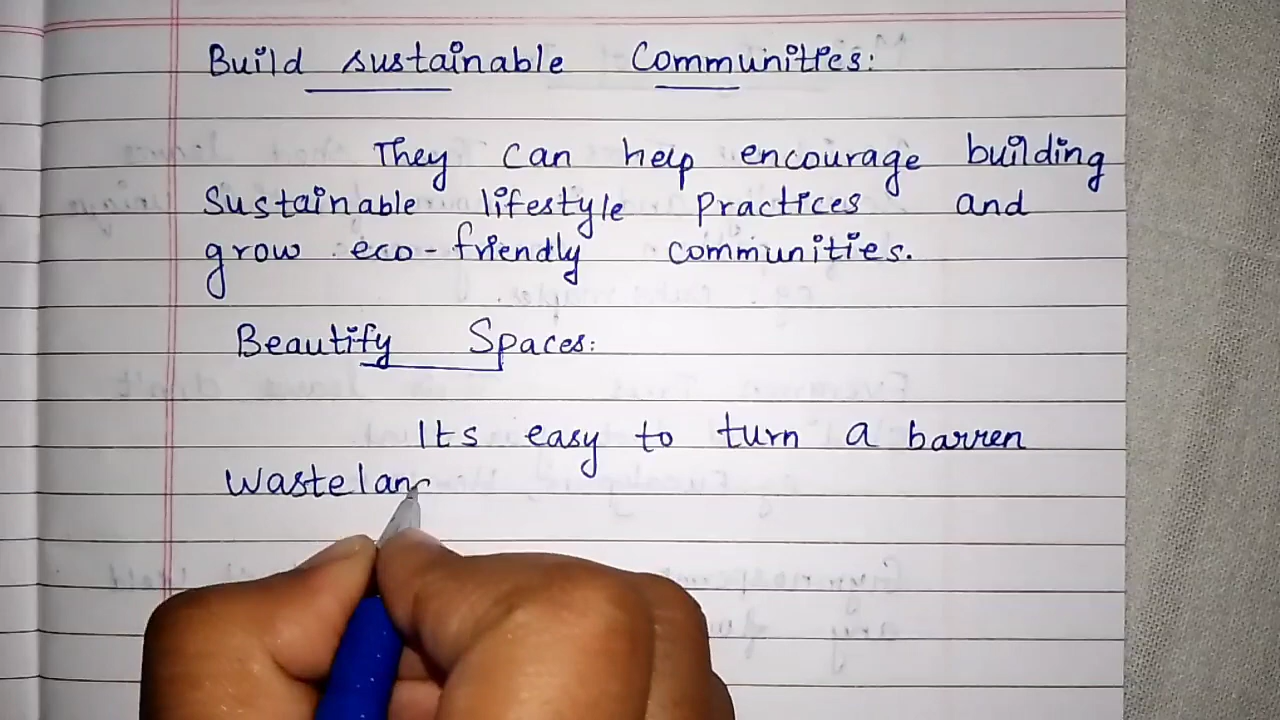 Build sustainable Communities:
They can help encourage building
Sustainable lifestyle Practices and
grow eco-friendly communities.
Beautify Spaces:
Its easy to turn a barren
Wastelan